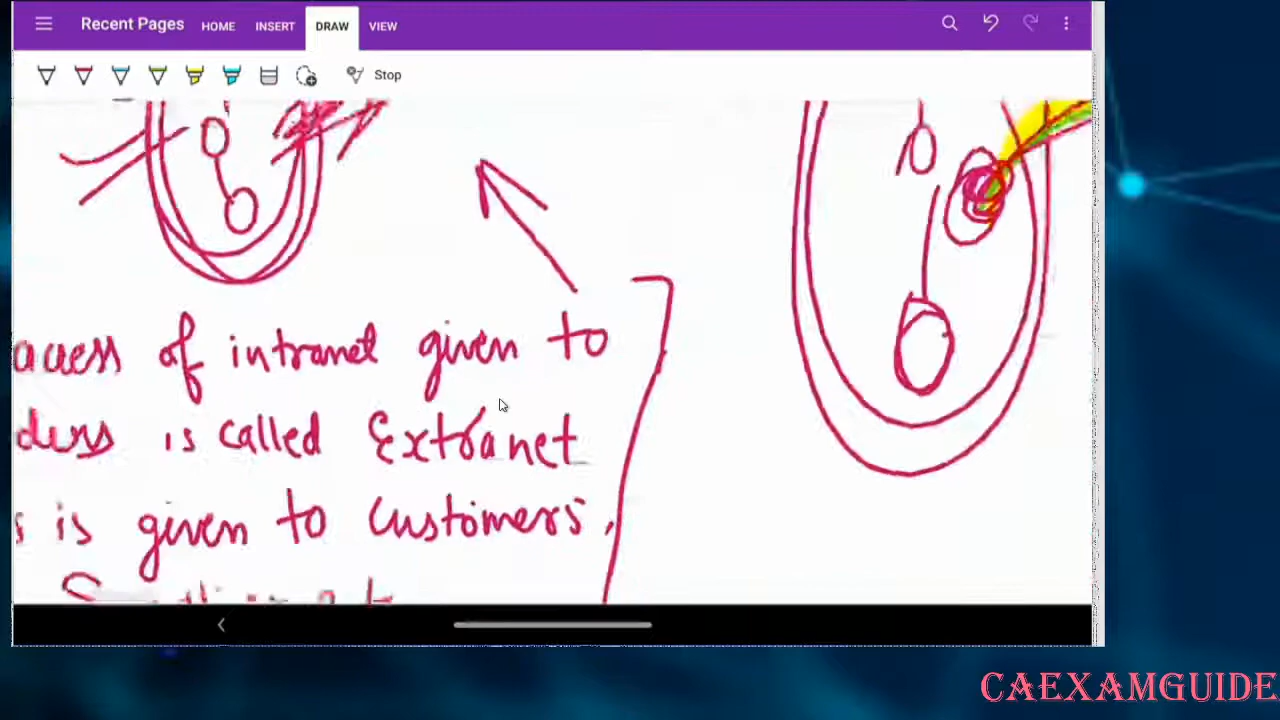 Recent Pages HOME INSERT DRAW VIEW
Stop
access of intranet given to
ders is called Extranet
s is given to customers,
CAEXAMGUIDE